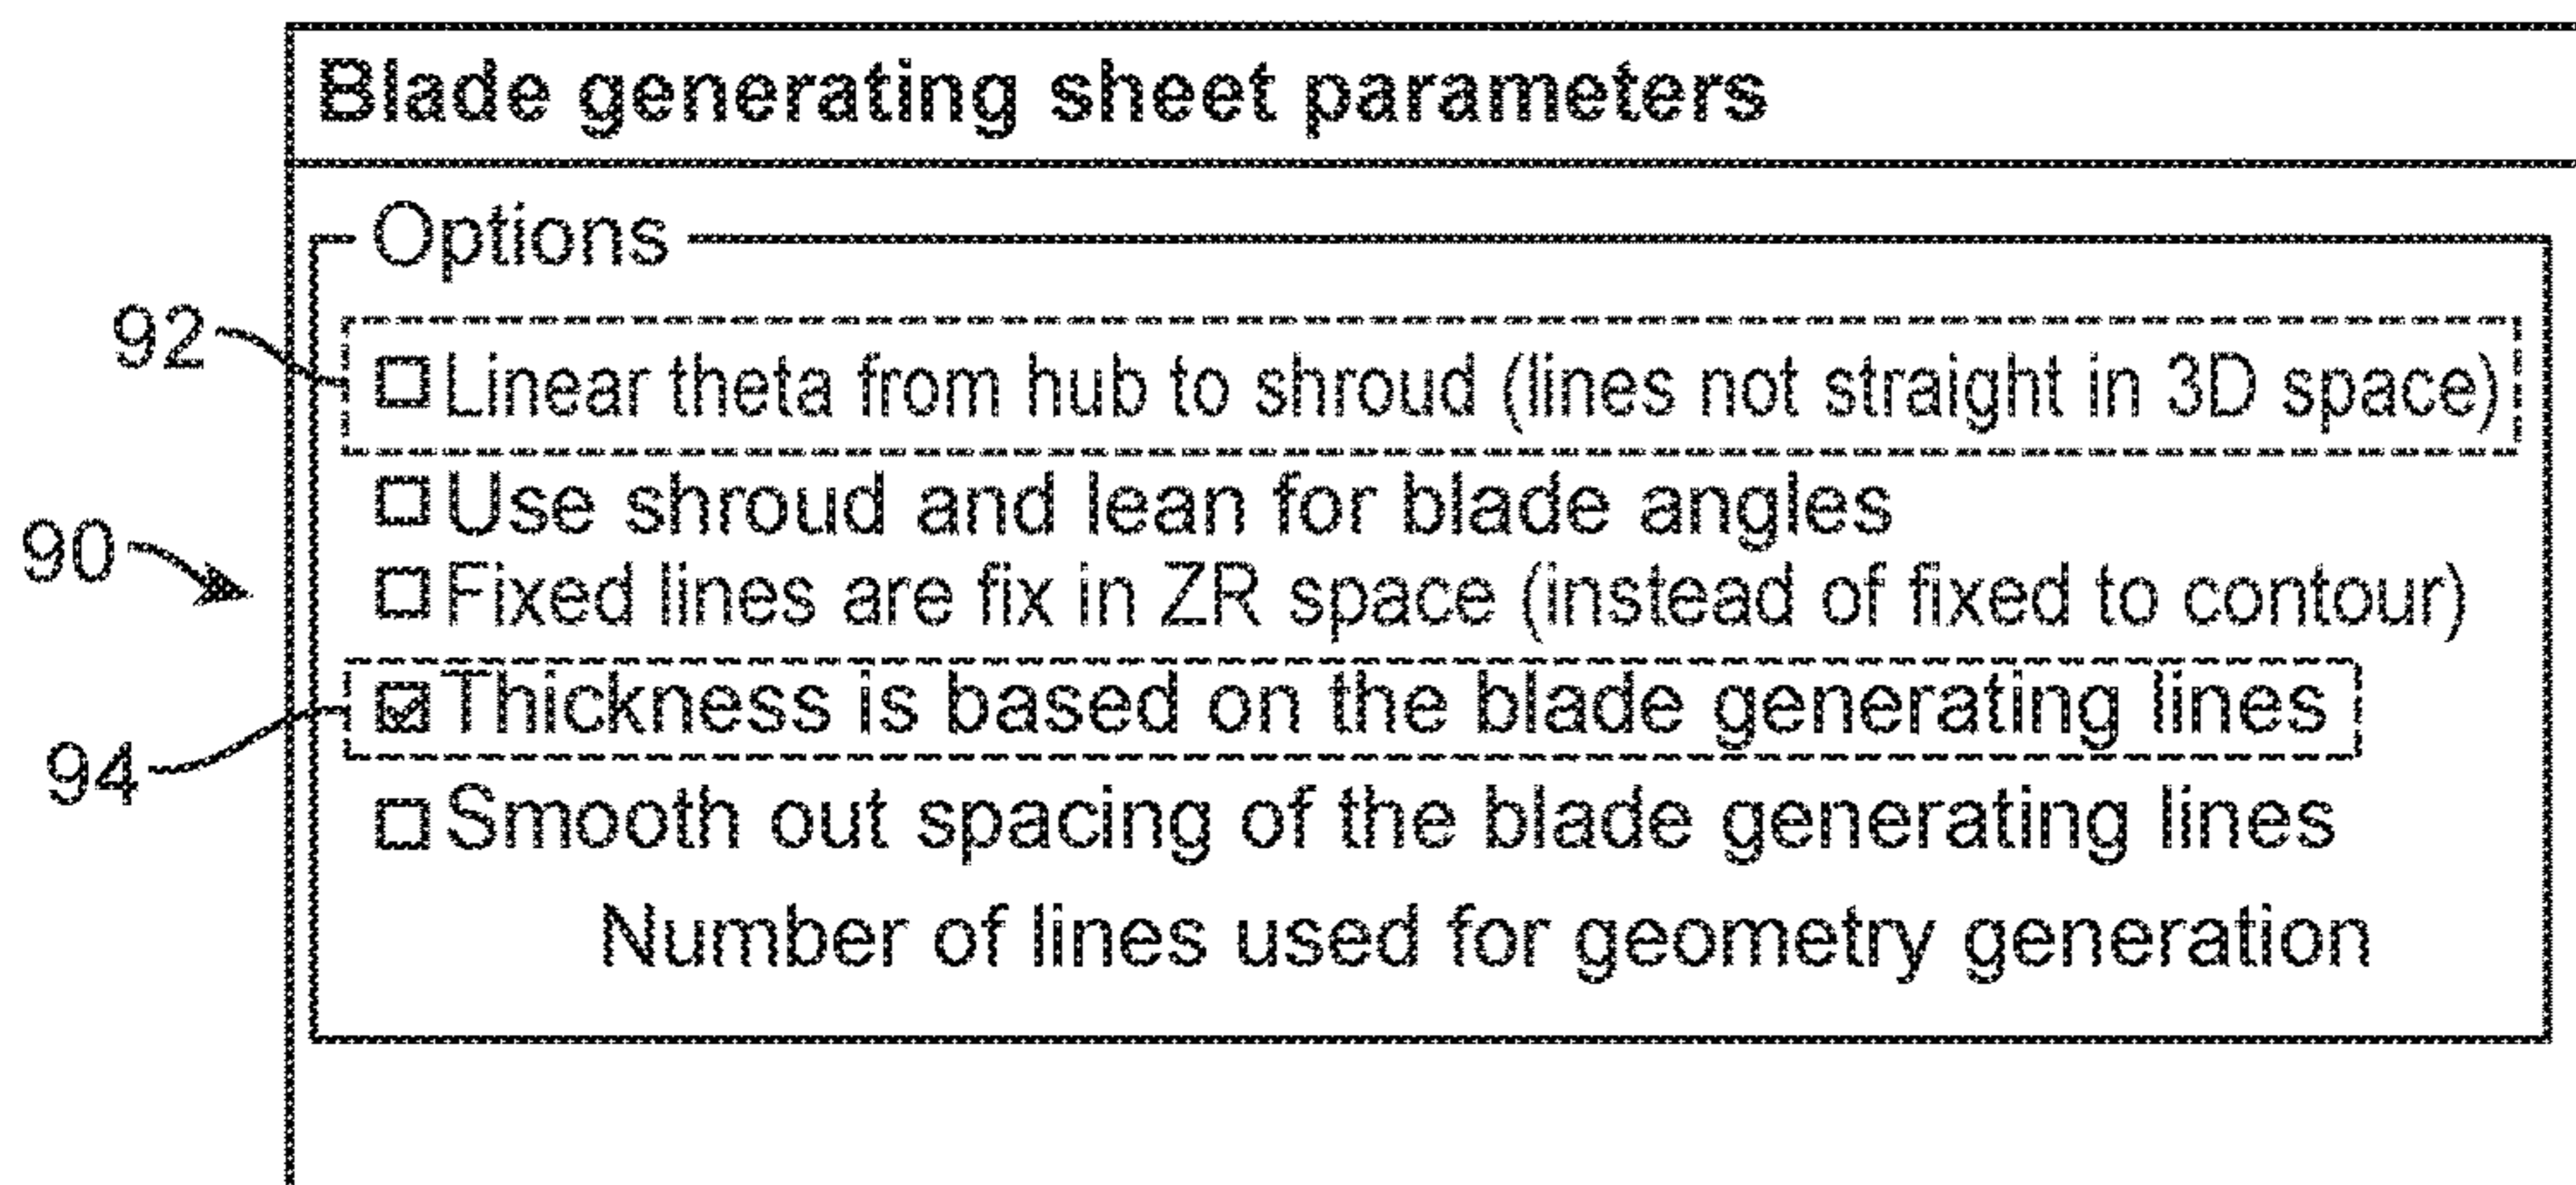 Blade generating sheet parameters
Options
92
☐ Linear theta from hub to shroud (lines not straight in 3D space)
☐ Use shroud and lean for blade angles
90
☐ Fixed lines are fix in ZR space (instead of fixed to contour)
☑ Thickness is based on the blade generating lines
94
☐ Smooth out spacing of the blade generating lines
Number of lines used for geometry generation